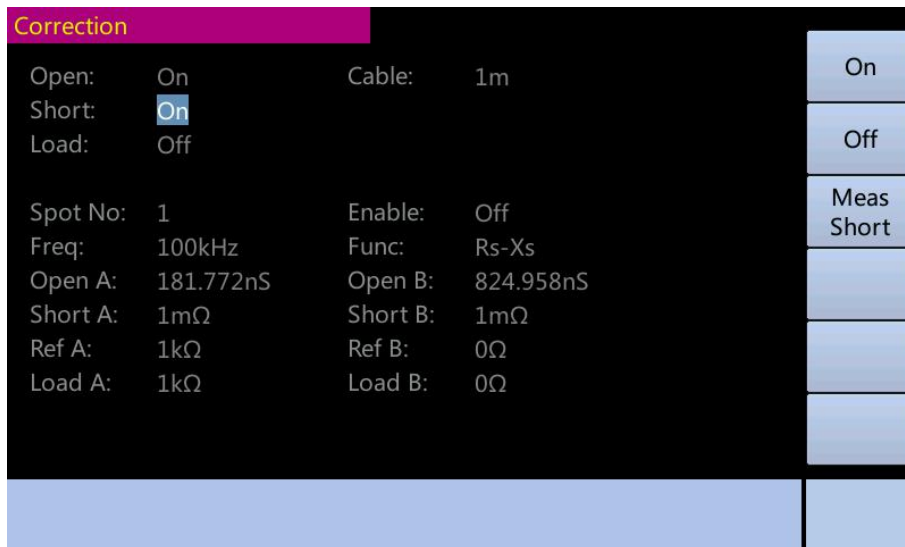 Correction
Open: On Cable: 1m
Short: On
Load: Off
Spot No: 1 Enable: Off
Freq: 100kHz Func: Rs-Xs
Open A: 181.772nS Open B: 824.958nS
Short A: 1mΩ Short B: 1mΩ
Ref A: 1kΩ Ref B: 0Ω
Load A: 1kΩ Load B: 0Ω
On
Off
Meas
Short